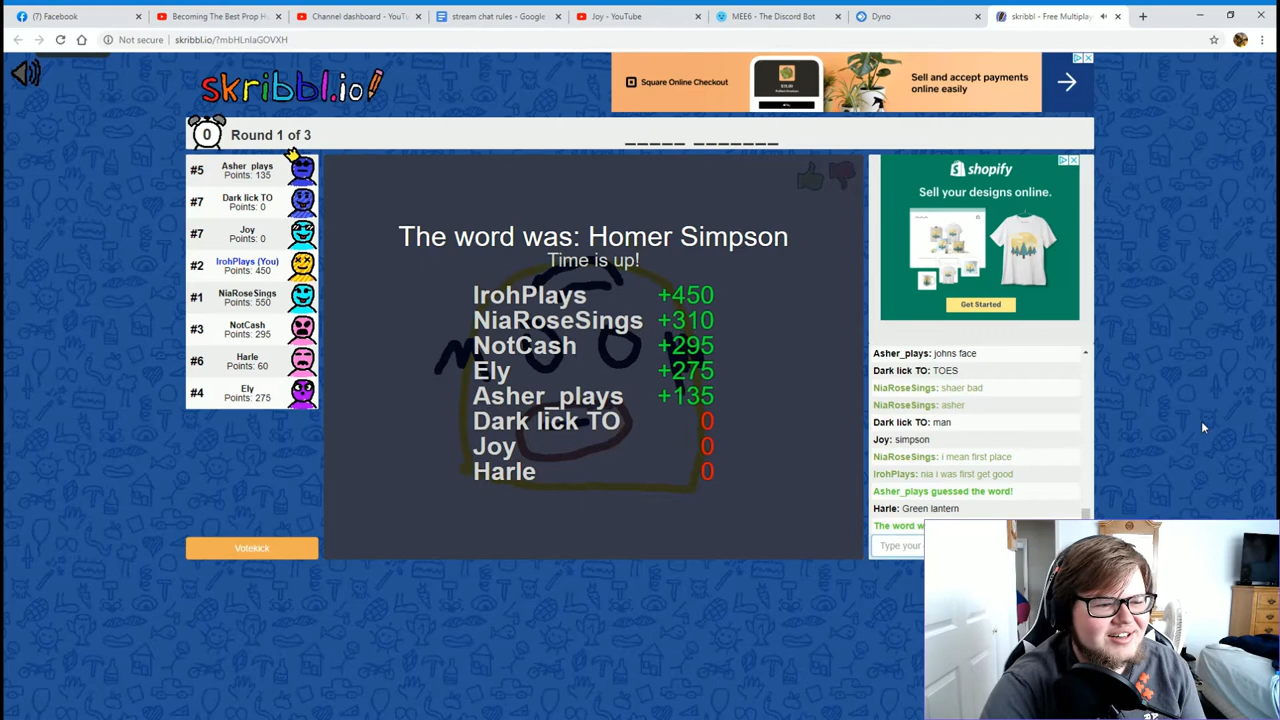 (7) Facebook
Becoming The Best Prop H
Channel dashboard - YouTu
stream chat rules - Google
Joy - YouTube
MEE6 - The Discord Bot
Dyno
skribbl - Free Multipla
Not secure | skribbl.io/?mbHLnlaGOVXH
skribbl.io
Square Online Checkout
Sell and accept payments
online easily
0
Round 1 of 3
_____ _______
#5
Asher_plays
Points: 135
#7
Dark lick TO
Points: 0
#7
Joy
Points: 0
#2
IrohPlays (You)
Points: 450
#1
NiaRoseSings
Points: 550
#3
NotCash
Points: 295
#6
Harle
Points: 60
#4
Ely
Points: 275
Votekick
The word was: Homer Simpson
Time is up!
IrohPlays +450
NiaRoseSings +310
NotCash +295
Ely +275
Asher_plays +135
Dark lick TO 0
Joy 0
Harle 0
shopify
Sell your designs online.
Get Started
Asher_plays: johns face
Dark lick TO: TOES
NiaRoseSings: shaer bad
NiaRoseSings: asher
Dark lick TO: man
Joy: simpson
NiaRoseSings: i mean first place
IrohPlays: nia i was first get good
Asher_plays guessed the word!
Harle: Green lantern
The word w
Type your